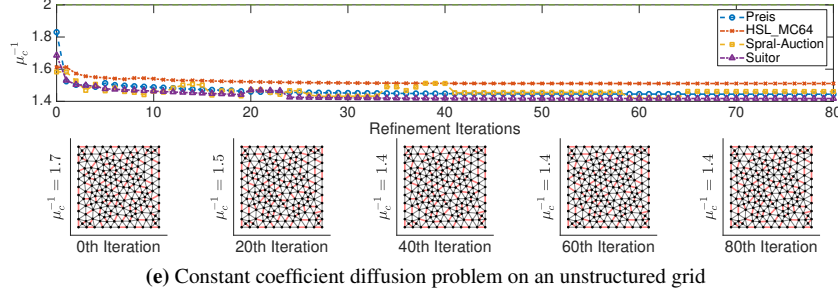 2
1.8
1.6
1.4
μc⁻¹
Preis
HSL_MC64
Spral-Auction
Suitor
0 10 20 30 40 50 60 70 80
Refinement Iterations
μc⁻¹ = 1.7
μc⁻¹ = 1.5
μc⁻¹ = 1.4
μc⁻¹ = 1.4
μc⁻¹ = 1.4
0th Iteration 20th Iteration 40th Iteration 60th Iteration 80th Iteration
(e) Constant coefficient diffusion problem on an unstructured grid